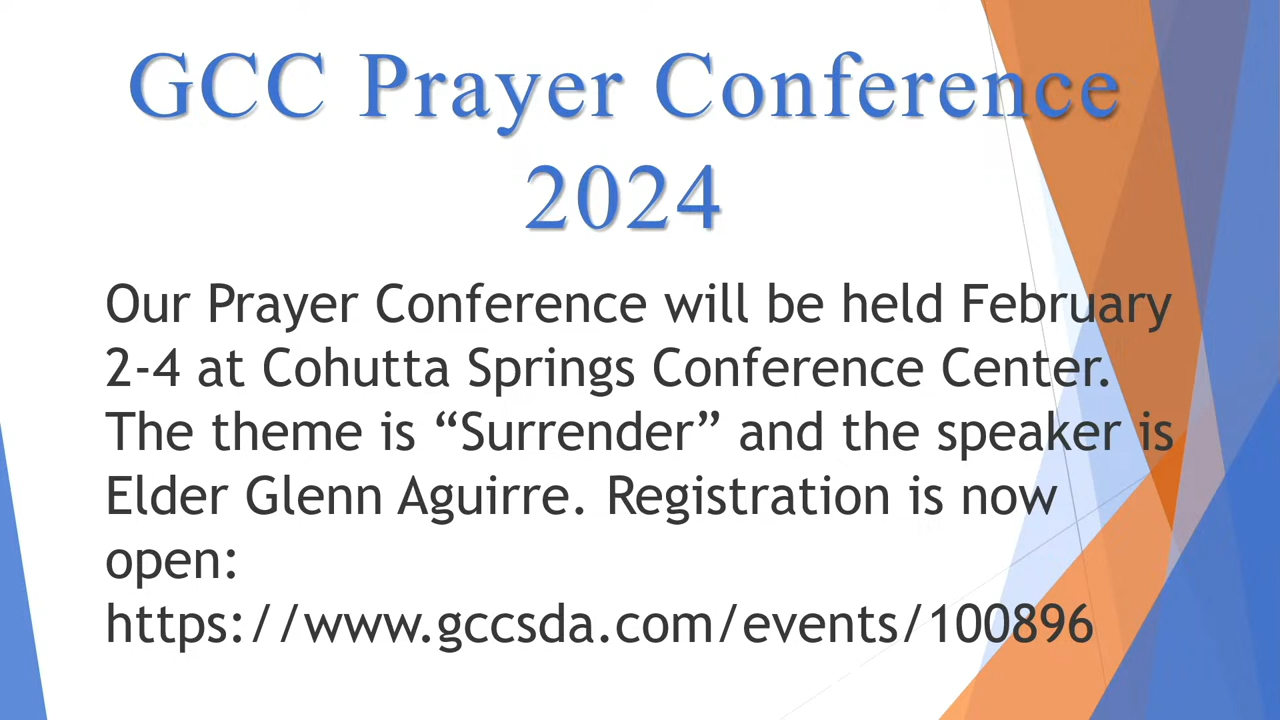 GCC Prayer Conference
2024
Our Prayer Conference will be held February
2-4 at Cohutta Springs Conference Center.
The theme is “Surrender” and the speaker is
Elder Glenn Aguirre. Registration is now
open:
https://www.gccsda.com/events/100896